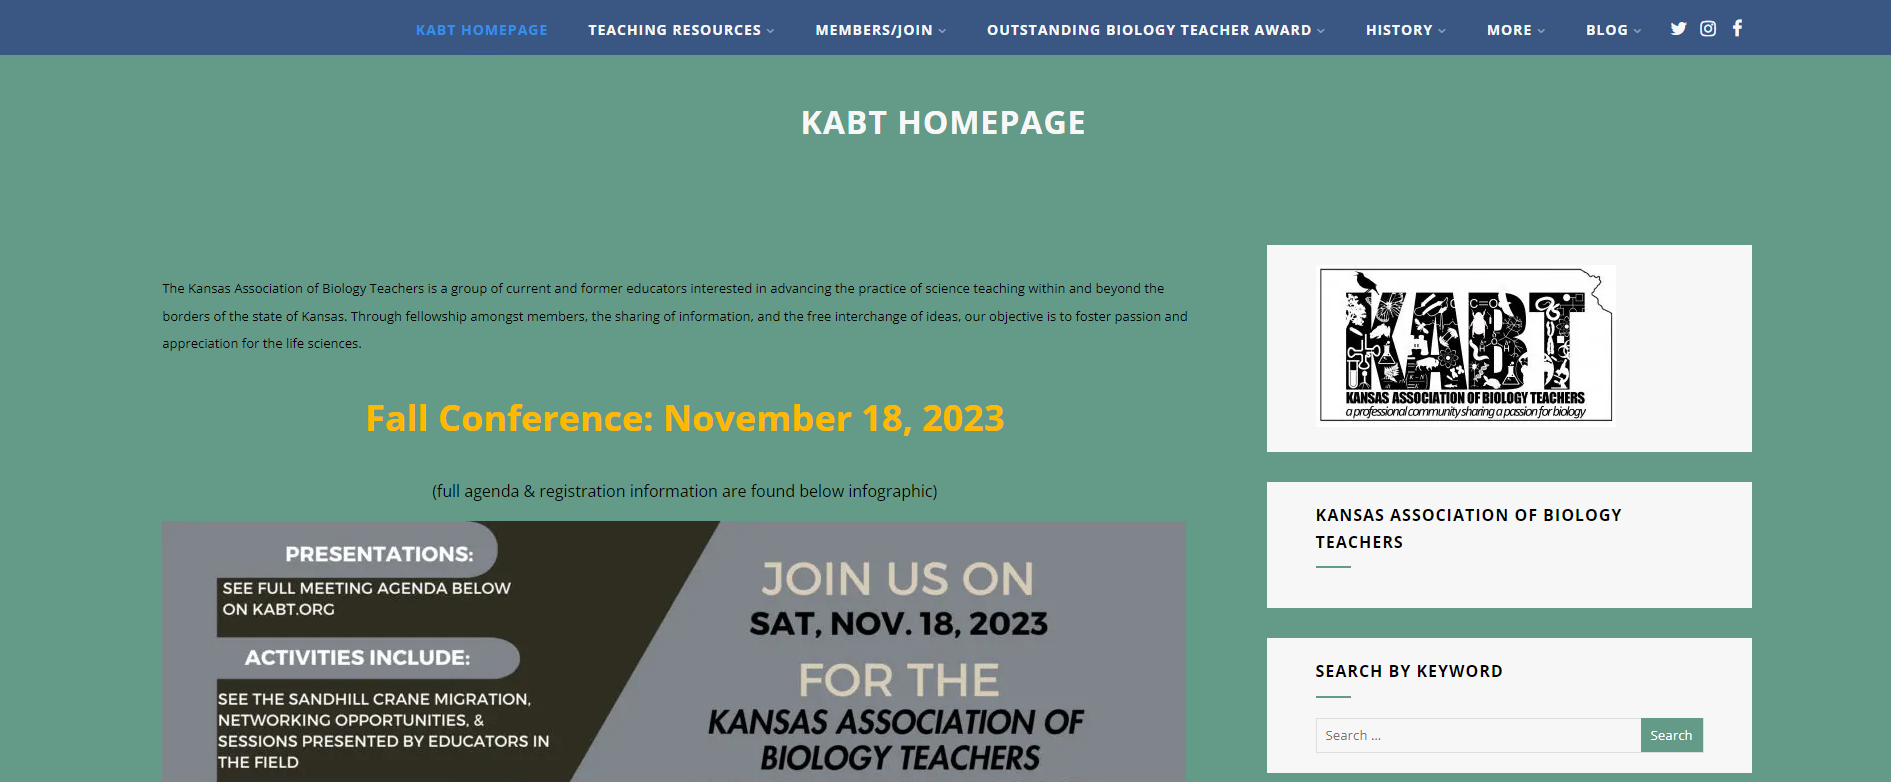 KABT HOMEPAGE
TEACHING RESOURCES
MEMBERS/JOIN
OUTSTANDING BIOLOGY TEACHER AWARD
HISTORY
MORE
BLOG
KABT HOMEPAGE
The Kansas Association of Biology Teachers is a group of current and former educators interested in advancing the practice of science teaching within and beyond the
borders of the state of Kansas. Through fellowship amongst members, the sharing of information, and the free interchange of ideas, our objective is to foster passion and
appreciation for the life sciences.
Fall Conference: November 18, 2023
(full agenda & registration information are found below infographic)
PRESENTATIONS:
SEE FULL MEETING AGENDA BELOW
ON KABT.ORG
ACTIVITIES INCLUDE:
SEE THE SANDHILL CRANE MIGRATION,
NETWORKING OPPORTUNITIES, &
SESSIONS PRESENTED BY EDUCATORS IN
THE FIELD
JOIN US ON
SAT, NOV. 18, 2023
FOR THE
KANSAS ASSOCIATION OF
BIOLOGY TEACHERS
KABT
KANSAS ASSOCIATION OF BIOLOGY TEACHERS
a professional community sharing a passion for biology
KANSAS ASSOCIATION OF BIOLOGY
TEACHERS
SEARCH BY KEYWORD
Search ...
Search